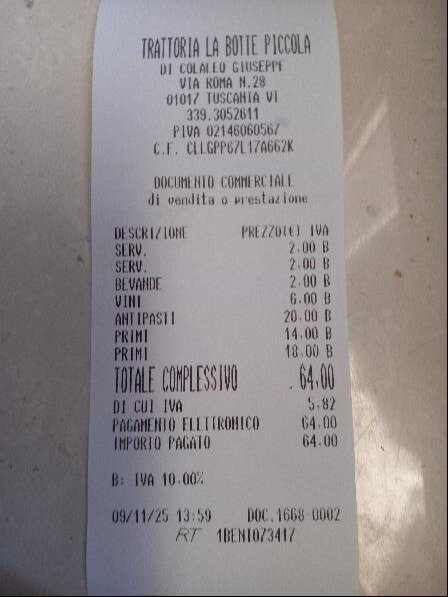 TRATTORIA LA BOTTE PICCOLA
DI COLALEO GIUSEPPE
VIA ROMA N.28
01017 TUSCANIA VT
339.3052611
PIVA 02146060567
C.F. CLLGPP67L17A662K
DOCUMENTO COMMERCIALE
di vendita o prestazione
DESCRIZIONE PREZZO(€) IVA
SERV. 2.00 B
SERV. 2.00 B
BEVANDE 2.00 B
VINI 6.00 B
ANTIPASTI 20.00 B
PRIMI 14.00 B
PRIMI 18.00 B
TOTALE COMPLESSIVO 64,00
DI CUI IVA 5,82
PAGAMENTO ELETTRONICO 64.00
IMPORTO PAGATO 64.00
B: IVA 10.00%
09/11/25 13:59 DOC.1668-0002
RT 1BENI073417